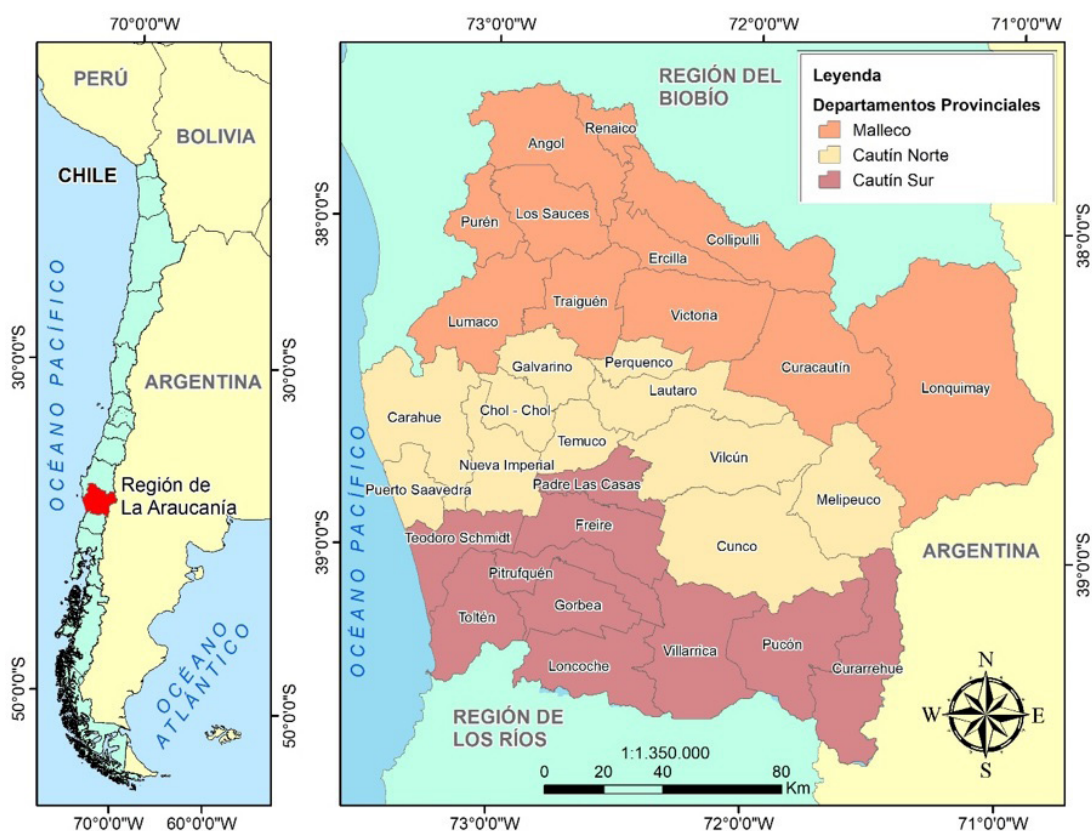 70°0'0"W
PERÚ
BOLIVIA
CHILE
OCÉANO PACÍFICO
30°0'0"S
30°0'0"S
ARGENTINA
Región de
La Araucanía
50°0'0"S
50°0'0"S
OCÉANO
ATLÁNTICO
70°0'0"W
60°0'0"W
73°0'0"W
72°0'0"W
71°0'0"W
REGIÓN DEL
BIOBÍO
Leyenda
Departamentos Provinciales
Malleco
Cautín Norte
Cautín Sur
38°0'0"S
38°0'0"S
Renaico
Angol
Los Sauces
Purén
Collipulli
Ercilla
Traiguén
Victoria
Lumaco
Curacautín
Lonquimay
Perquenco
Galvarino
Lautaro
Carahue
Chol - Chol
Temuco
Vilcún
Nueva Imperial
Puerto Saavedra
Padre Las Casas
Melipeuco
Freire
Teodoro Schmidt
Cunco
ARGENTINA
39°0'0"S
39°0'0"S
OCÉANO PACÍFICO
Pitrufquén
Gorbea
Toltén
Villarrica
Pucón
Loncoche
Curarrehue
REGIÓN DE
LOS RÍOS
1:1.350.000
0 20 40 80
Km
N
W E
S
73°0'0"W
72°0'0"W
71°0'0"W